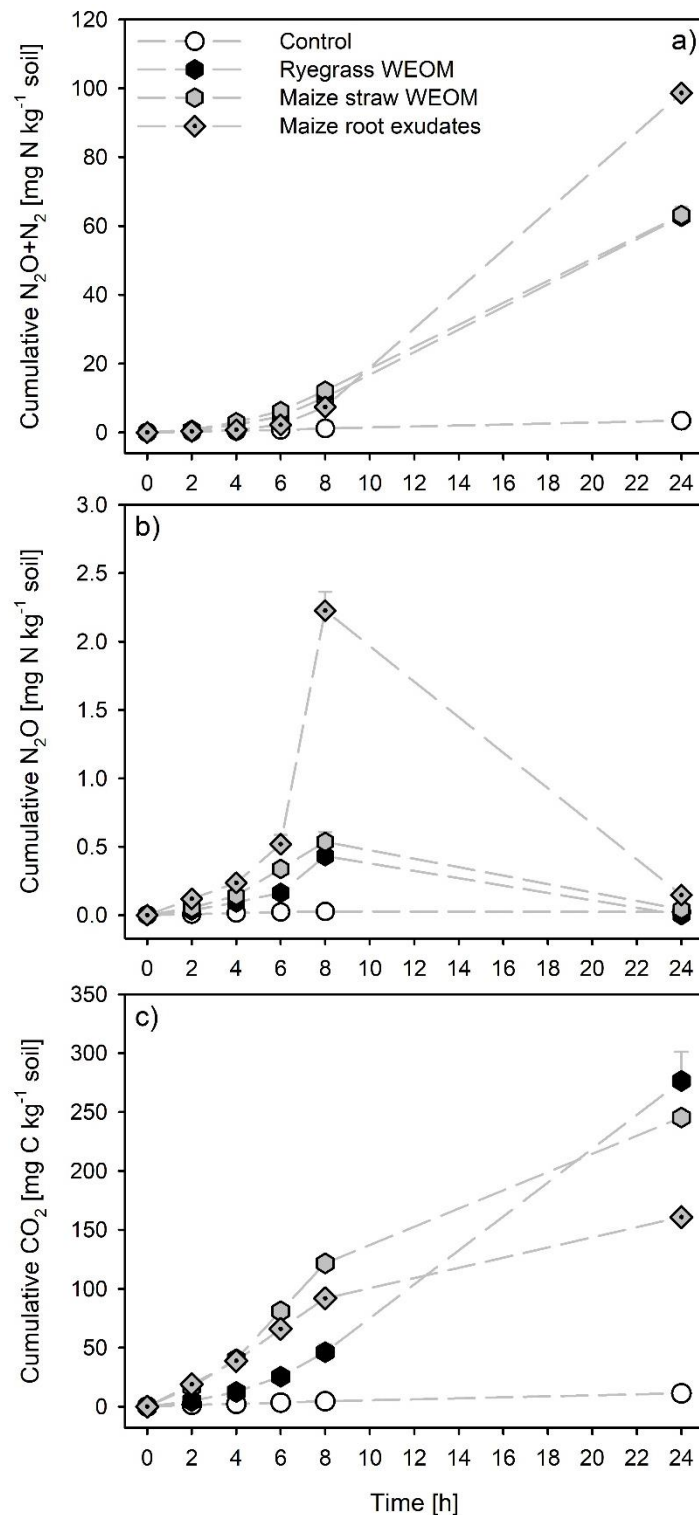 120
100
80
60
40
20
0
Cumulative N₂O+N₂ [mg N kg⁻¹ soil]
Control
Ryegrass WEOM
Maize straw WEOM
Maize root exudates
a)
0 2 4 6 8 10 12 14 16 18 20 22 24
3.0
2.5
2.0
1.5
1.0
0.5
0.0
Cumulative N₂O [mg N kg⁻¹ soil]
b)
0 2 4 6 8 10 12 14 16 18 20 22 24
350
300
250
200
150
100
50
0
Cumulative CO₂ [mg C kg⁻¹ soil]
c)
0 2 4 6 8 10 12 14 16 18 20 22 24
Time [h]